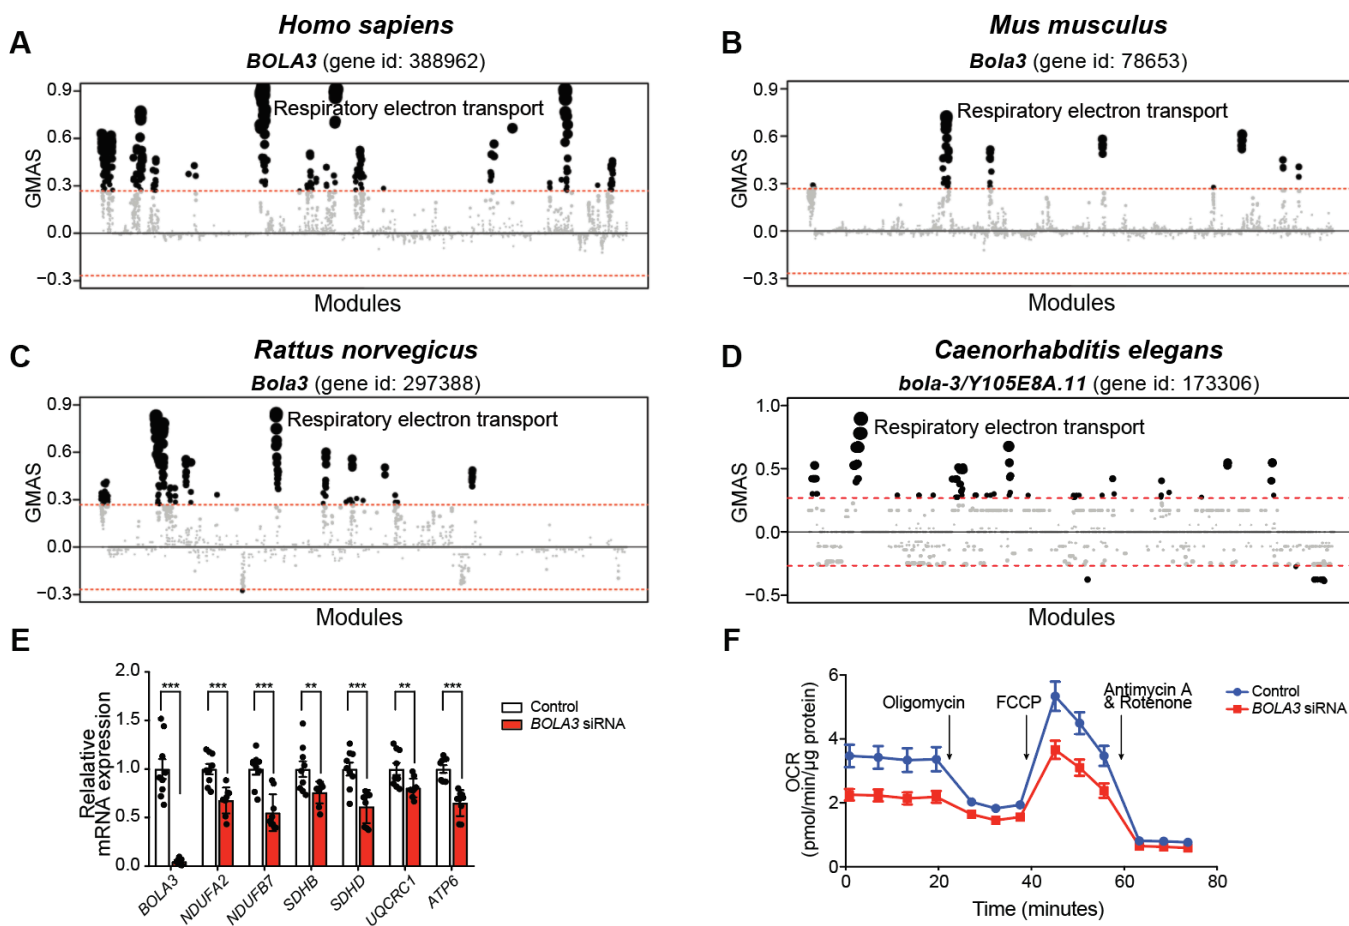 A
Homo sapiens
BOLA3 (gene id: 388962)
0.9
0.6
0.3
0.0
−0.3
GMAS
Respiratory electron transport
Modules
B
Mus musculus
Bola3 (gene id: 78653)
0.9
0.6
0.3
0.0
−0.3
GMAS
Respiratory electron transport
Modules
C
Rattus norvegicus
Bola3 (gene id: 297388)
0.9
0.6
0.3
0.0
−0.3
GMAS
Respiratory electron transport
Modules
D
Caenorhabditis elegans
bola-3/Y105E8A.11 (gene id: 173306)
1.0
0.5
0.0
−0.5
GMAS
Respiratory electron transport
Modules
E
Relalative
mRNA expression
2.0
1.5
1.0
0.5
0.0
*** *** *** ** *** ** ***
Control
BOLA3 siRNA
BOLA3
NDUFA2
NDUFB7
SDHB
SDHD
UQCRC1
ATP6
F
OCR
(pmol/min/μg protein)
6
4
2
0
Oligomycin
FCCP
Antimycin A
& Rotenone
Control
BOLA3 siRNA
0 20 40 60 80
Time (minutes)